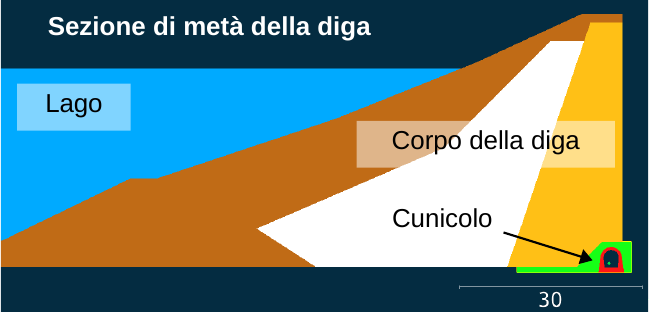 Sezione di metà della diga
Lago
Corpo della diga
Cunicolo
30